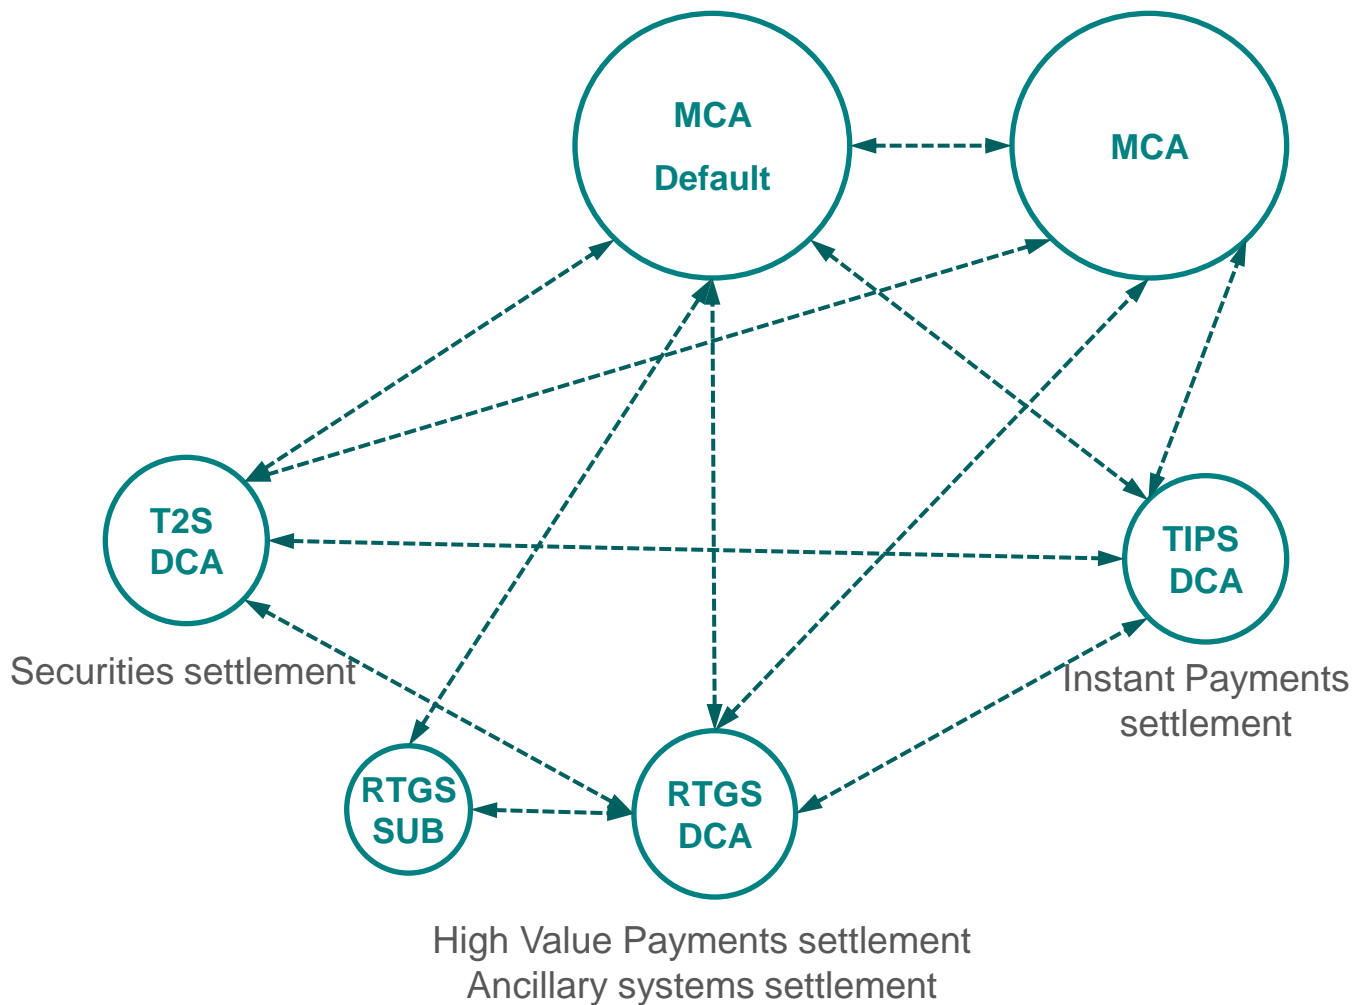 MCA
Default
MCA
T2S
DCA
TIPS
DCA
Securities settlement
Instant Payments
settlement
RTGS
SUB
RTGS
DCA
High Value Payments settlement
Ancillary systems settlement